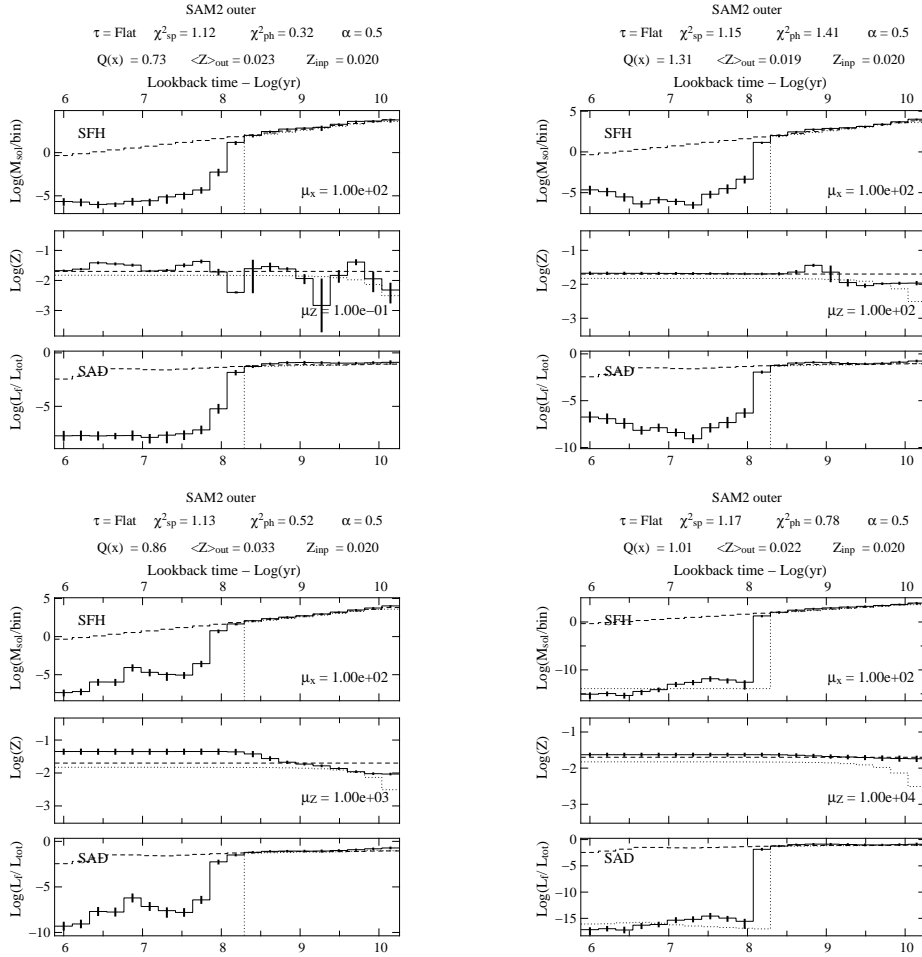 SAM2 outer
τ = Flat χ²sp = 1.12 χ²ph = 0.32 α = 0.5
Q(x) = 0.73 <Z>out = 0.023 Zinp = 0.020
Lookback time − Log(yr)
6 7 8 9 10
Log(Msol/bin)
5
0
−5
SFH
μx = 1.00e+02
Log(Z)
−1
−2
−3
μZ = 1.00e−01
Log(Lf/ Ltot)
0
−5
SAD
6 7 8 9 10
SAM2 outer
τ = Flat χ²sp = 1.15 χ²ph = 1.41 α = 0.5
Q(x) = 1.31 <Z>out = 0.019 Zinp = 0.020
Lookback time − Log(yr)
6 7 8 9 10
Log(Msol/bin)
5
0
−5
SFH
μx = 1.00e+02
Log(Z)
−1
−2
−3
μZ = 1.00e+02
Log(Lf/ Ltot)
0
−5
−10
SAD
6 7 8 9 10
SAM2 outer
τ = Flat χ²sp = 1.13 χ²ph = 0.52 α = 0.5
Q(x) = 0.86 <Z>out = 0.033 Zinp = 0.020
Lookback time − Log(yr)
6 7 8 9 10
Log(Msol/bin)
5
0
−5
SFH
μx = 1.00e+02
Log(Z)
−1
−2
−3
μZ = 1.00e+03
Log(Lf/ Ltot)
0
−5
−10
SAD
6 7 8 9 10
SAM2 outer
τ = Flat χ²sp = 1.17 χ²ph = 0.78 α = 0.5
Q(x) = 1.01 <Z>out = 0.022 Zinp = 0.020
Lookback time − Log(yr)
6 7 8 9 10
Log(Msol/bin)
0
−10
SFH
μx = 1.00e+02
Log(Z)
−1
−2
−3
μZ = 1.00e+04
Log(Lf/ Ltot)
0
−5
−10
−15
SAD
6 7 8 9 10